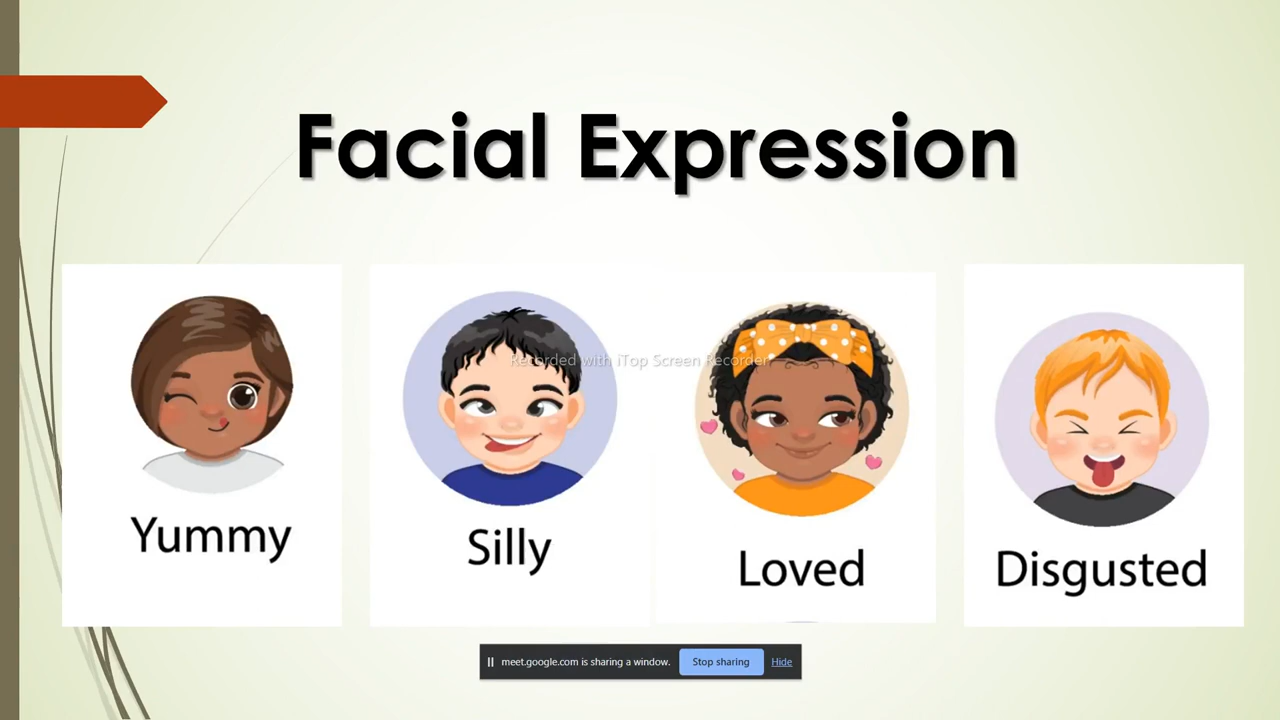 Facial Expression
Recorded with iTop Screen Recorder
Yummy
Silly
Loved
Disgusted
meet.google.com is sharing a window.
Stop sharing
Hide